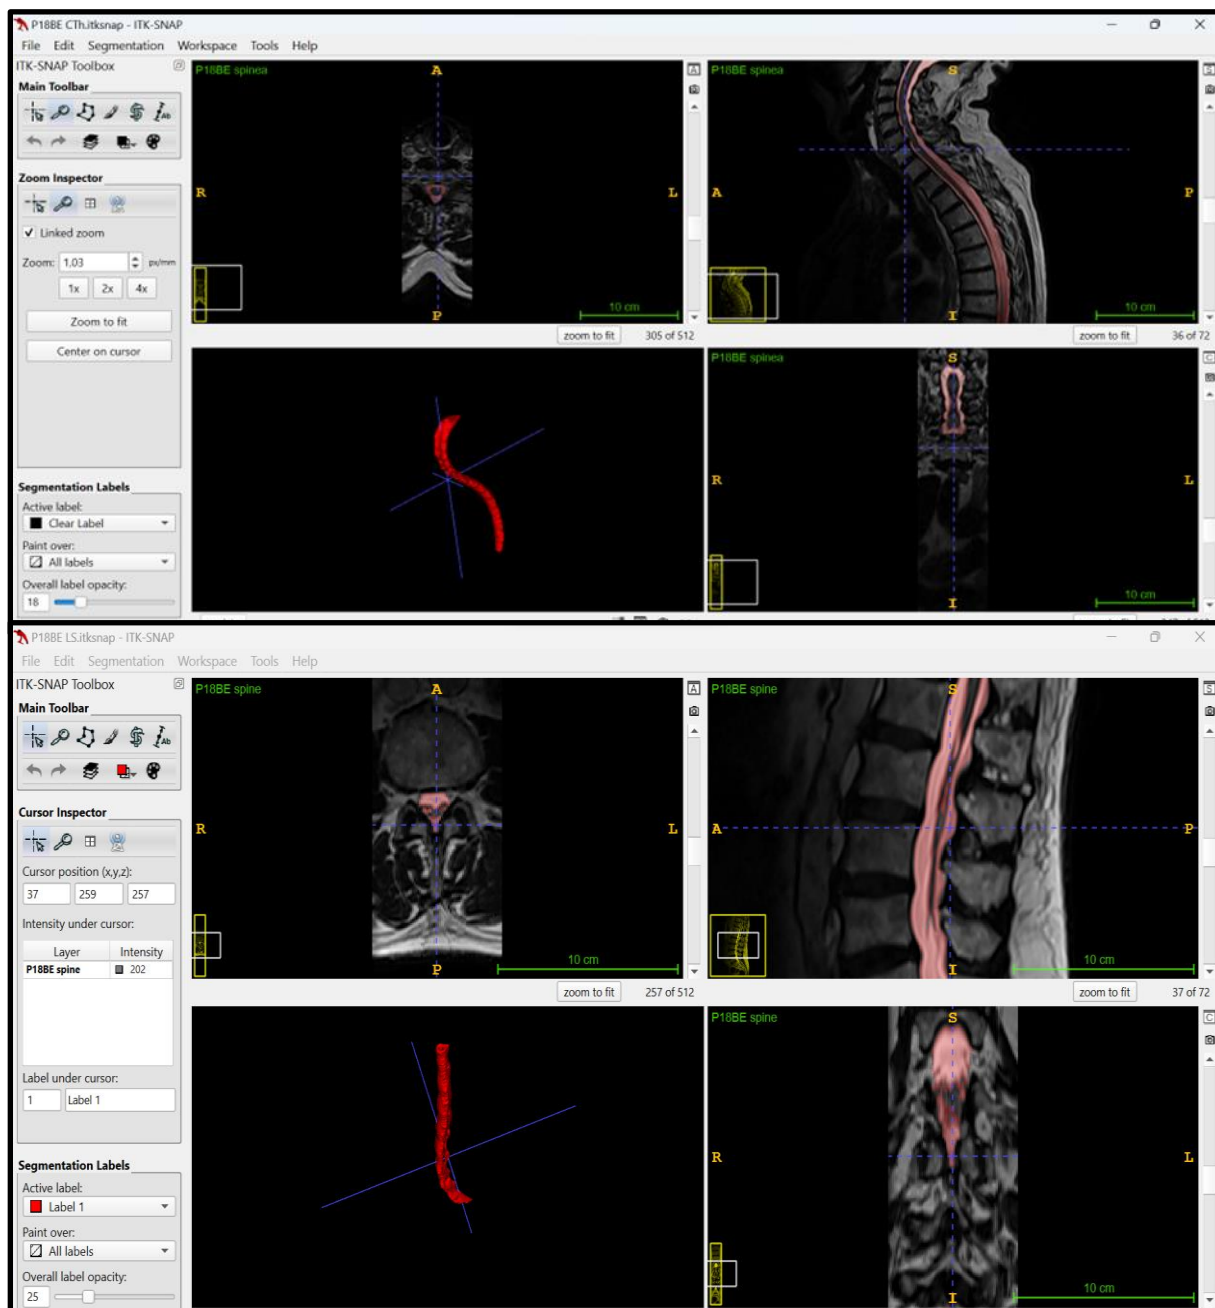 P18BE CTh.itksnap - ITK-SNAP
File Edit Segmentation Workspace Tools Help
ITK-SNAP Toolbox
Main Toolbar
Zoom Inspector
Linked zoom
Zoom: 1,03 px/mm
1x 2x 4x
Zoom to fit
Center on cursor
Segmentation Labels
Active label:
Clear Label
Paint over:
All labels
Overall label opacity:
18
P18BE spinea
A
R
L
P
10 cm
A
zoom to fit 305 of 512
P18BE spinea
S
A
P
I
10 cm
S
zoom to fit 36 of 72
P18BE spinea
S
R
L
I
10 cm
C
P18BE LS.itksnap - ITK-SNAP
File Edit Segmentation Workspace Tools Help
ITK-SNAP Toolbox
Main Toolbar
Cursor Inspector
Cursor position (x,y,z):
37 259 257
Intensity under cursor:
Layer Intensity
P18BE spine 202
Label under cursor:
1 Label 1
Segmentation Labels
Active label:
Label 1
Paint over:
All labels
Overall label opacity:
25
P18BE spine
A
R
L
P
10 cm
A
zoom to fit 257 of 512
P18BE spine
S
A
P
I
10 cm
S
zoom to fit 37 of 72
P18BE spine
S
R
L
I
10 cm
C